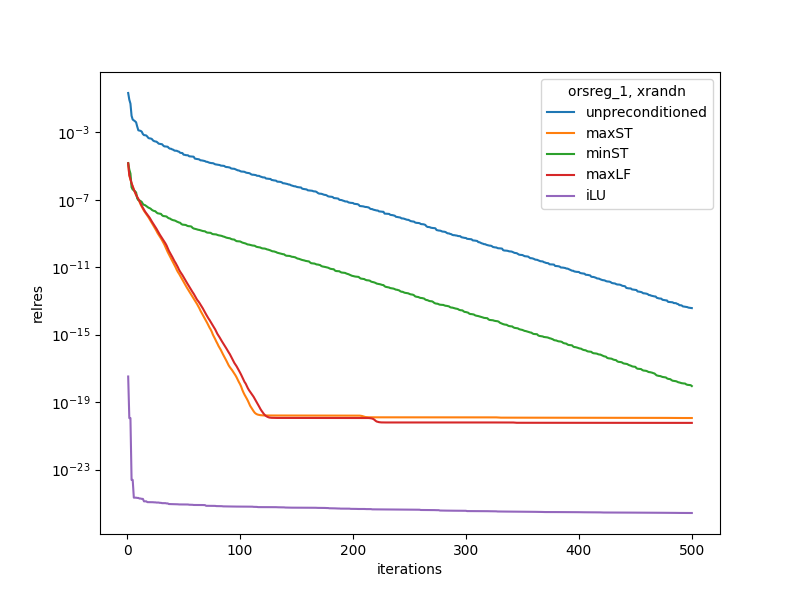 orsreg_1, xrandn
unpreconditioned
maxST
minST
maxLF
iLU
relres
10⁻³
10⁻⁷
10⁻¹¹
10⁻¹⁵
10⁻¹⁹
10⁻²³
0 100 200 300 400 500
iterations